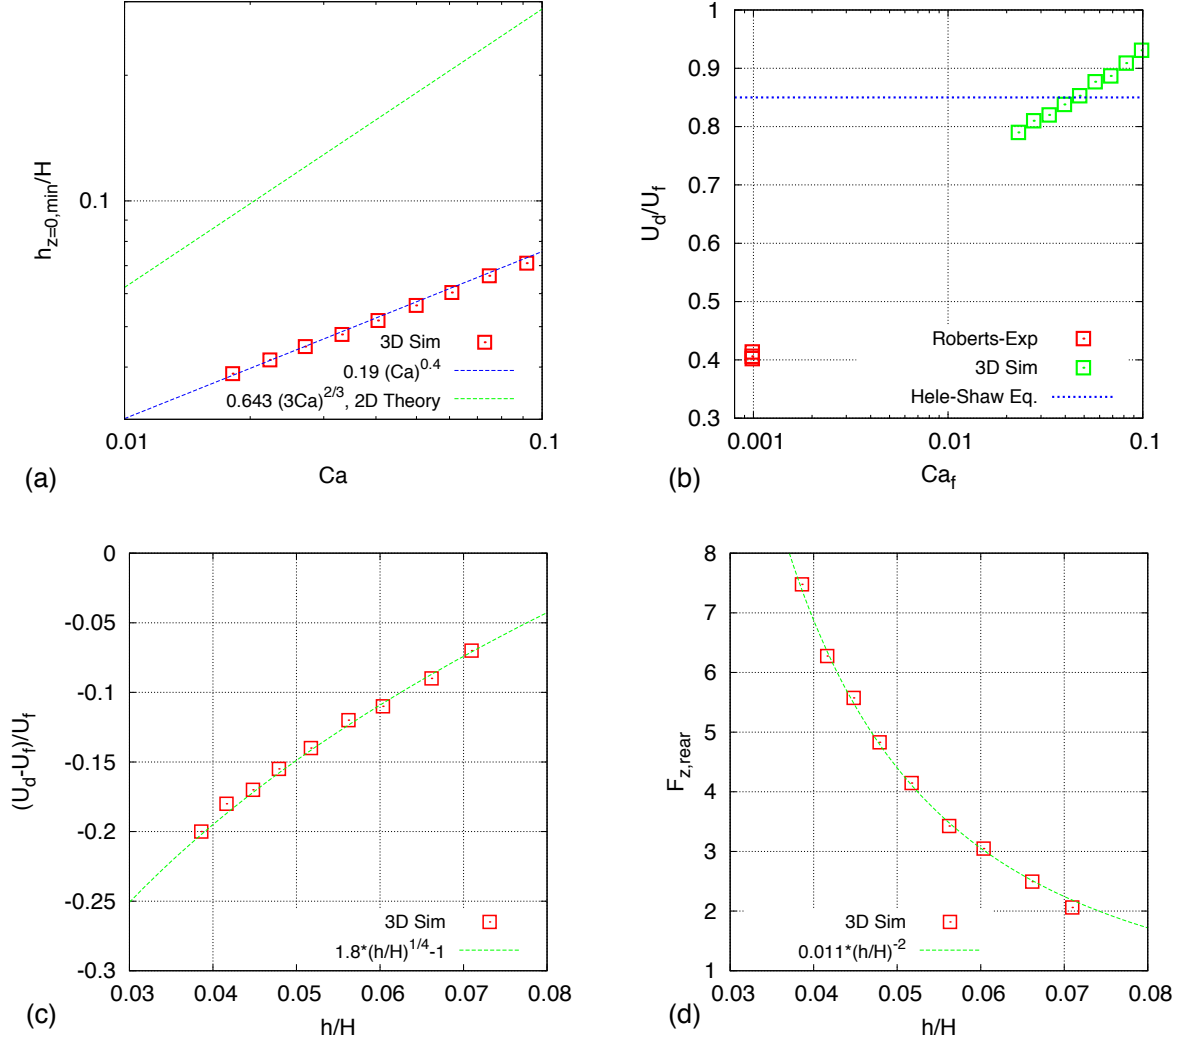 h_{z=0,min}/H
0.1
3D Sim
0.19 (Ca)^{0.4}
0.643 (3Ca)^{2/3}, 2D Theory
0.01
0.1
Ca
(a)
U_d/U_f
1
0.9
0.8
0.7
0.6
0.5
0.4
0.3
Roberts-Exp
3D Sim
Hele-Shaw Eq.
0.001
0.01
0.1
Ca_f
(b)
(U_d-U_f)/U_f
0
-0.05
-0.1
-0.15
-0.2
-0.25
-0.3
3D Sim
1.8*(h/H)^{1/4}-1
0.03
0.04
0.05
0.06
0.07
0.08
h/H
(c)
F_{z,rear}
8
7
6
5
4
3
2
1
3D Sim
0.011*(h/H)^{-2}
0.03
0.04
0.05
0.06
0.07
0.08
h/H
(d)